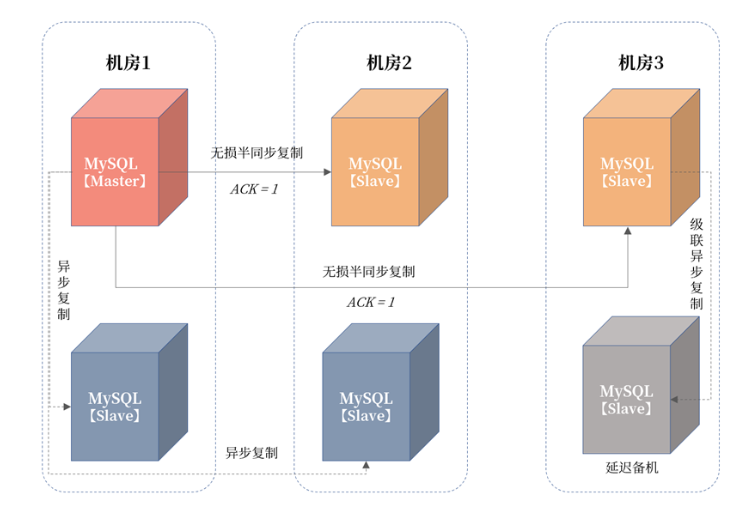 机房1
机房2
机房3
MySQL
【Master】
无损半同步复制
ACK = 1
MySQL
【Slave】
MySQL
【Slave】
级联异步复制
异步复制
无损半同步复制
ACK = 1
MySQL
【Slave】
MySQL
【Slave】
MySQL
【Slave】
异步复制
延迟备机